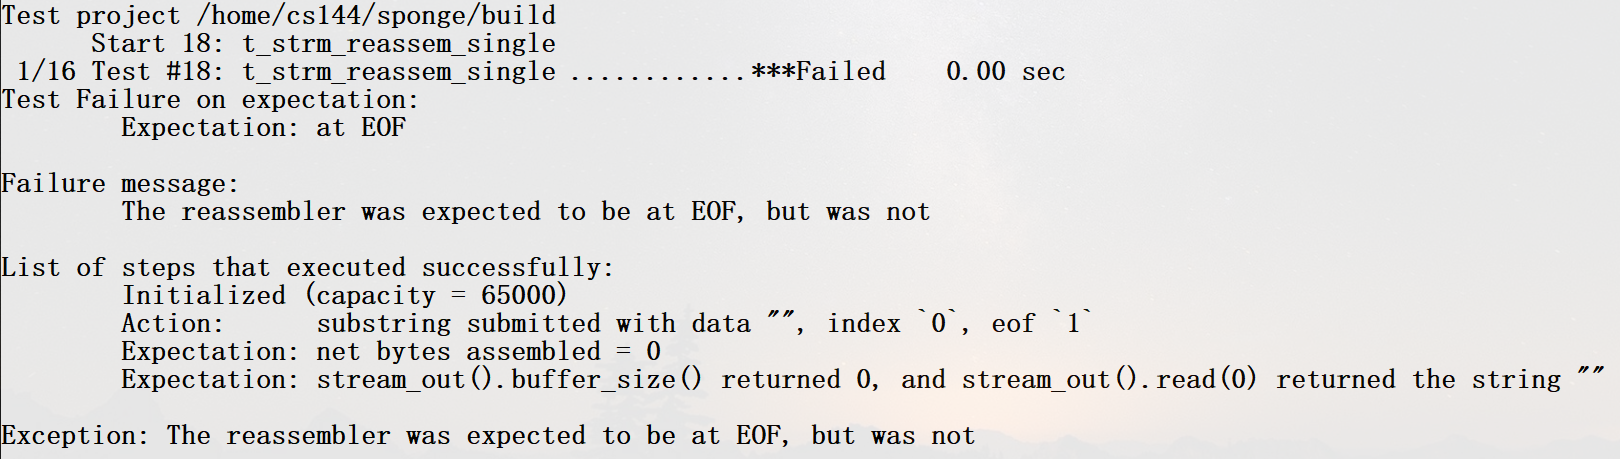 Test project /home/cs144/sponge/build
      Start 18: t_strm_reassem_single
 1/16 Test #18: t_strm_reassem_single ............***Failed    0.00 sec
Test Failure on expectation:
        Expectation: at EOF

Failure message:
        The reassembler was expected to be at EOF, but was not

List of steps that executed successfully:
        Initialized (capacity = 65000)
        Action:      substring submitted with data "", index `0`, eof `1`
        Expectation: net bytes assembled = 0
        Expectation: stream_out().buffer_size() returned 0, and stream_out().read(0) returned the string ""

Exception: The reassembler was expected to be at EOF, but was not